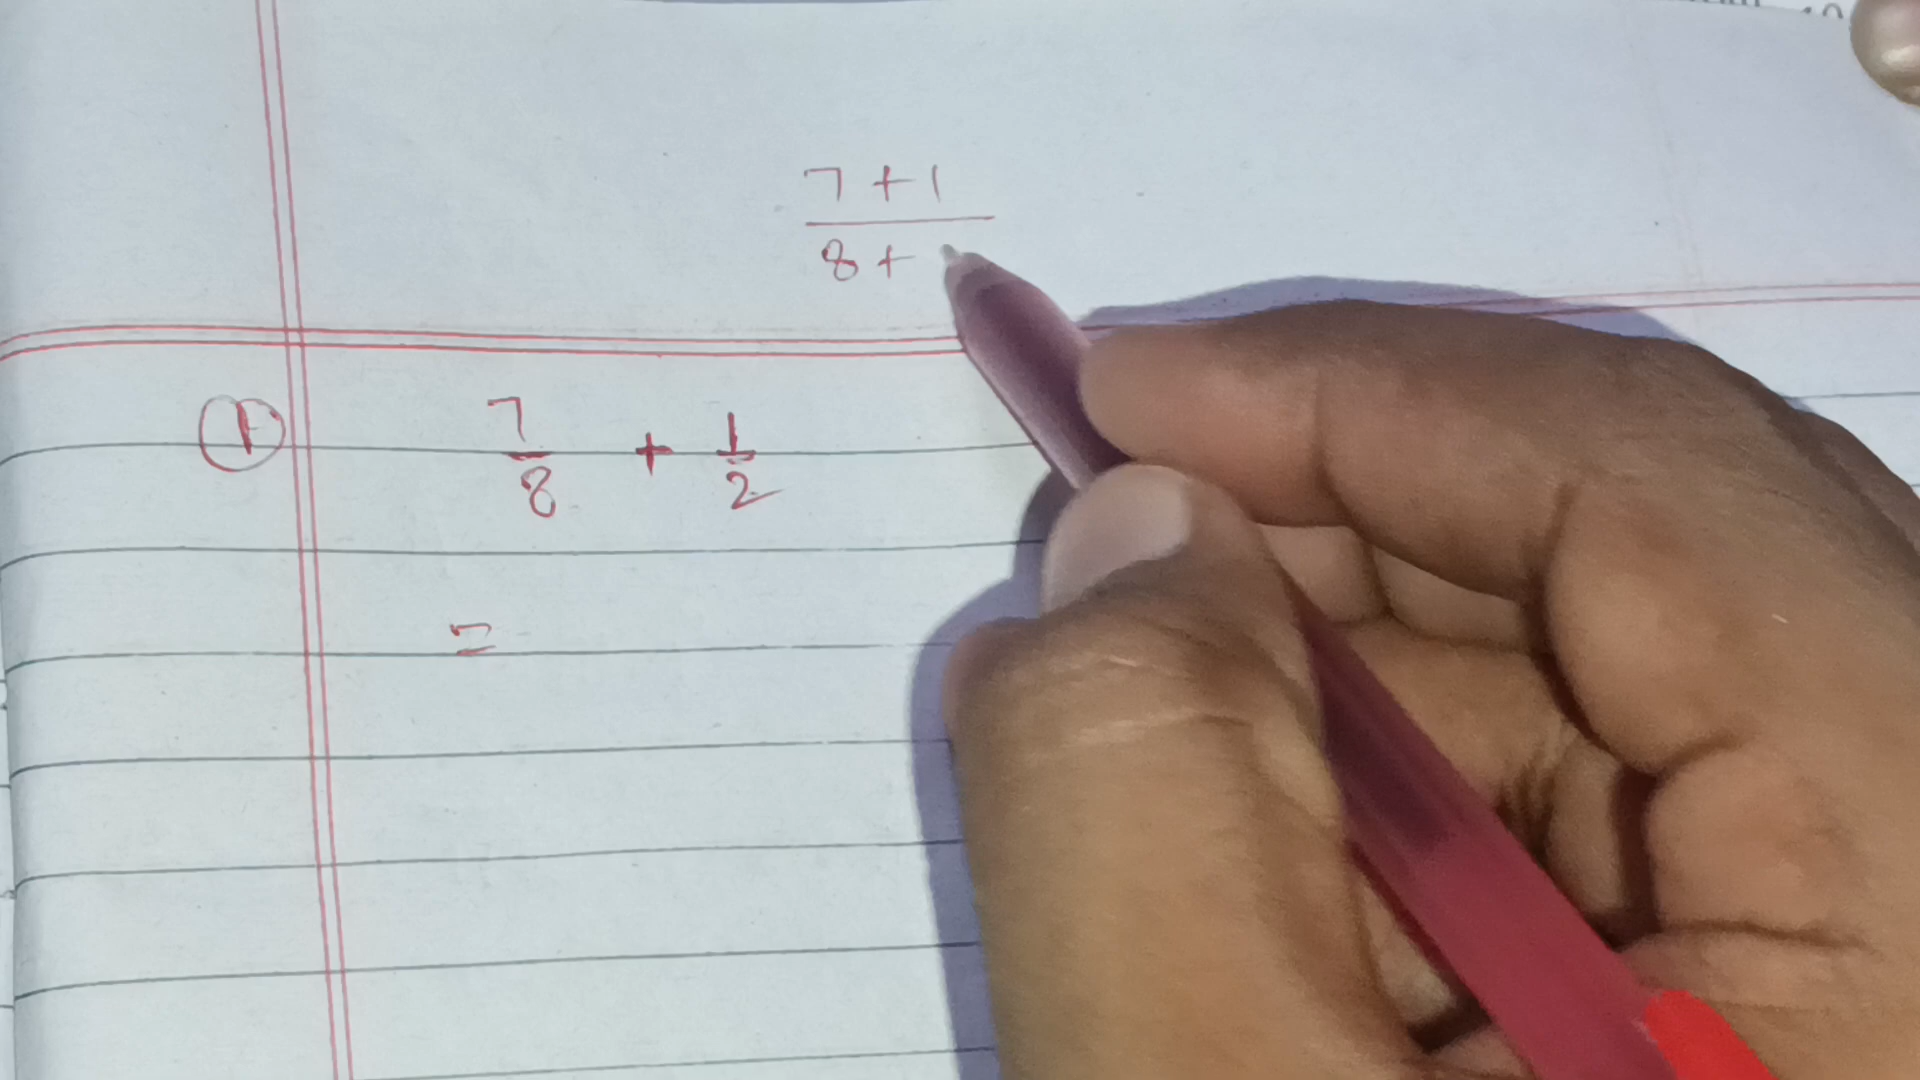 7 + 1
8 +
① 7/8 + 1/2
=